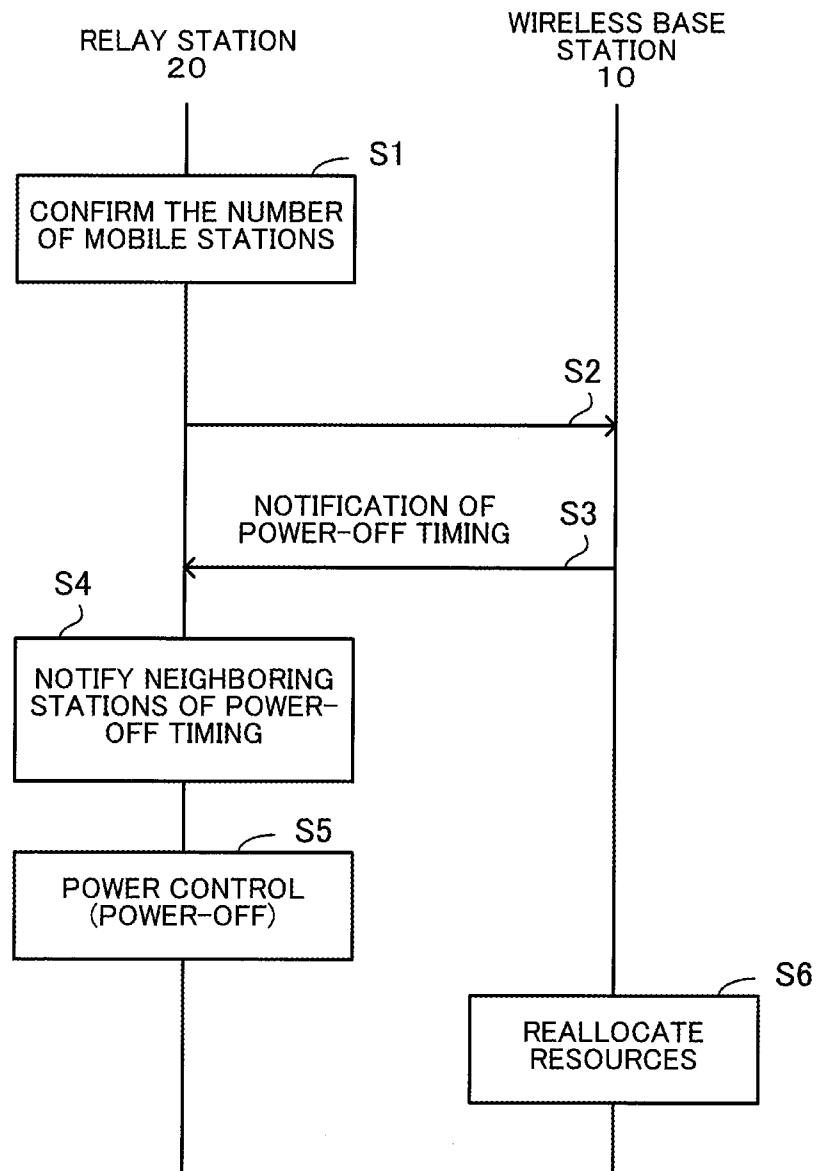 RELAY STATION
20
WIRELESS BASE
STATION
10
S1
CONFIRM THE NUMBER
OF MOBILE STATIONS
S2
NOTIFICATION OF
POWER-OFF TIMING
S3
S4
NOTIFY NEIGHBORING
STATIONS OF POWER-
OFF TIMING
S5
POWER CONTROL
(POWER-OFF)
S6
REALLOCATE
RESOURCES